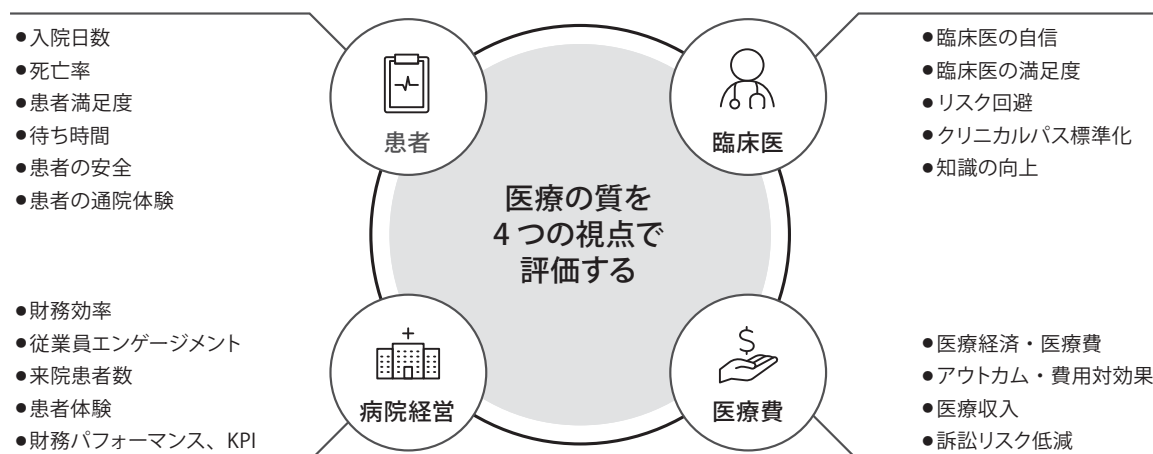 ●入院日数
●死亡率
●患者満足度
●待ち時間
●患者の安全
●患者の通院体験
患者
臨床医
●臨床医の自信
●臨床医の満足度
●リスク回避
●クリニカルパス標準化
●知識の向上
医療の質を
4つの視点で
評価する
●財務効率
●従業員エンゲージメント
●来院患者数
●患者体験
●財務パフォーマンス、KPI
病院経営
$
医療費
●医療経済・医療費
●アウトカム・費用対効果
●医療収入
●訴訟リスク低減